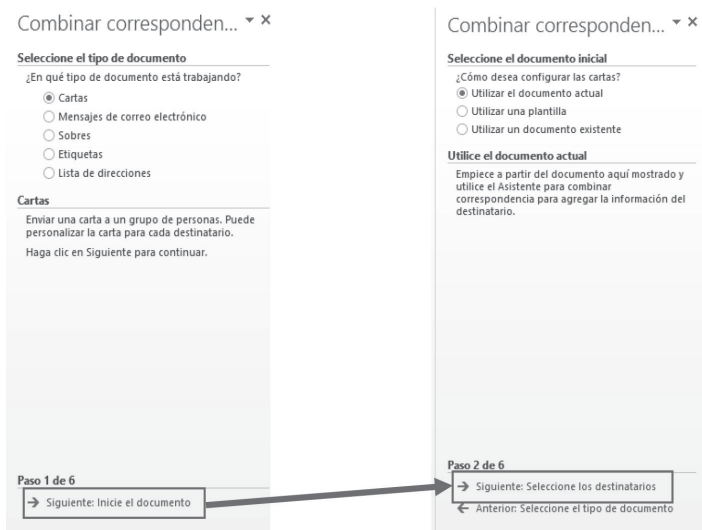 Combinar corresponden...
Seleccione el tipo de documento
¿En qué tipo de documento está trabajando?
Cartas
Mensajes de correo electrónico
Sobres
Etiquetas
Lista de direcciones
Cartas
Enviar una carta a un grupo de personas. Puede
personalizar la carta para cada destinatario.
Haga clic en Siguiente para continuar.
Paso 1 de 6
Siguiente: Inicie el documento
Combinar corresponden...
Seleccione el documento inicial
¿Cómo desea configurar las cartas?
Utilizar el documento actual
Utilizar una plantilla
Utilizar un documento existente
Utilice el documento actual
Empiece a partir del documento aquí mostrado y
utilice el Asistente para combinar
correspondencia para agregar la información del
destinatario.
Paso 2 de 6
Siguiente: Seleccione los destinatarios
Anterior: Seleccione el tipo de documento